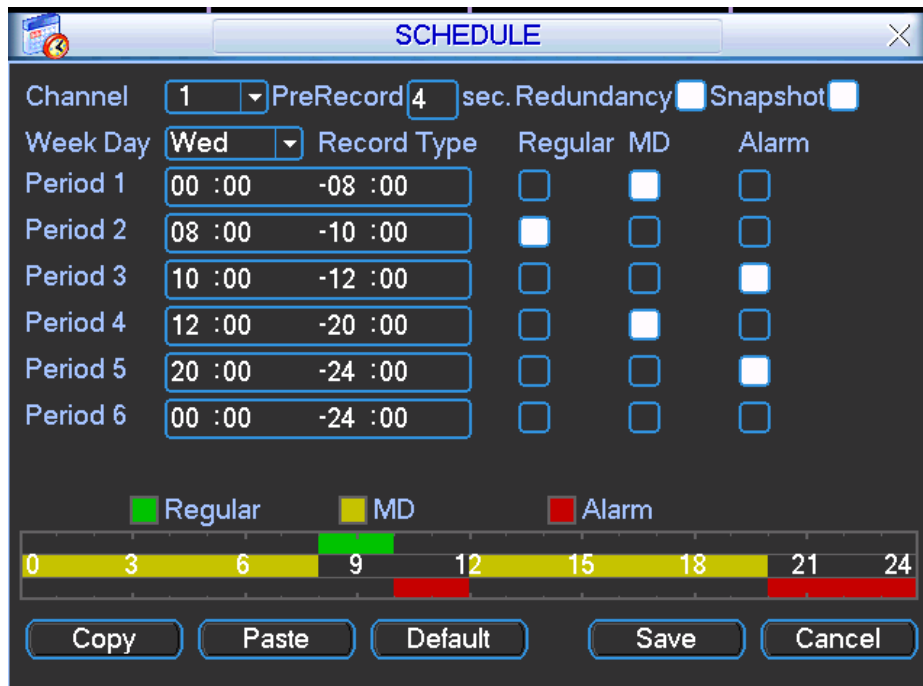 SCHEDULE
Channel 1 PreRecord 4 sec. Redundancy Snapshot
Week Day Wed Record Type Regular MD Alarm
Period 1 00 :00 -08 :00
Period 2 08 :00 -10 :00
Period 3 10 :00 -12 :00
Period 4 12 :00 -20 :00
Period 5 20 :00 -24 :00
Period 6 00 :00 -24 :00
Regular MD Alarm
0 3 6 9 12 15 18 21 24
Copy Paste Default Save Cancel